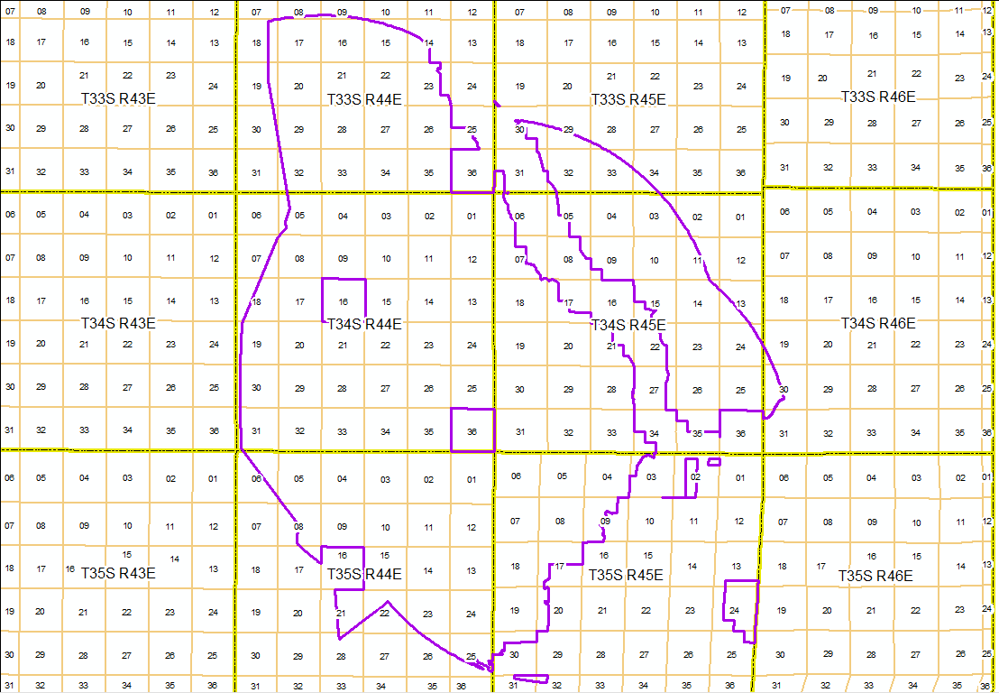 07 08 09 10 11 12 07 08 09 10 11 12 07 08 09 10 11 12 07 08 09 10 11 12
18 17 16 15 14 13 18 17 16 15 14 13 18 17 16 15 14 13 18 17 16 15 14 13
21 22 23 21 22 21 22 21 22
19 20 24 19 20 23 24 19 20 23 24 19 20 23 24
T33S R43E T33S R44E T33S R45E T33S R46E
30 29 28 27 26 25 30 29 28 27 26 25 30 29 28 27 26 25 30 29 28 27 26 25
31 32 33 34 35 36 31 32 33 34 35 36 31 32 33 34 35 36 31 32 33 34 35 36
06 05 04 03 02 01 06 05 04 03 02 01 06 05 04 03 02 01 06 05 04 03 02 01
07 08 09 10 11 12 07 08 09 10 11 12 07 08 09 10 11 12 07 08 09 10 11 12
18 17 16 15 14 13 18 17 16 15 14 13 18 17 16 15 14 13 18 17 16 15 14 13
T34S R43E T34S R44E T34S R45E T34S R46E
19 20 21 22 23 24 19 20 21 22 23 24 19 20 21 22 23 24 19 20 21 22 23 24
30 29 28 27 26 25 30 29 28 27 26 25 30 29 28 27 26 25 30 29 28 27 26 25
31 32 33 34 35 36 31 32 33 34 35 36 31 32 33 34 35 36 31 32 33 34 35 36
06 05 04 03 02 01 06 05 04 03 02 01 06 05 04 03 02 01 06 05 04 03 02 01
07 08 09 10 11 12 07 08 09 10 11 12 07 08 09 10 11 12 07 08 09 10 11 12
15 14 16 15 16 15 16 15
18 17 16 13 18 17 14 13 18 17 14 13 18 17 14 13
T35S R43E T35S R44E T35S R45E T35S R46E
19 20 21 22 23 24 19 20 21 22 23 24 19 20 21 22 23 24 19 20 21 22 23 24
30 29 28 27 26 25 30 29 28 27 26 25 30 29 28 27 26 25 30 29 28 27 26 25
31 32 33 34 35 36 31 32 33 34 35 36 31 32 33 34 35 36 31 32 33 34 35 36